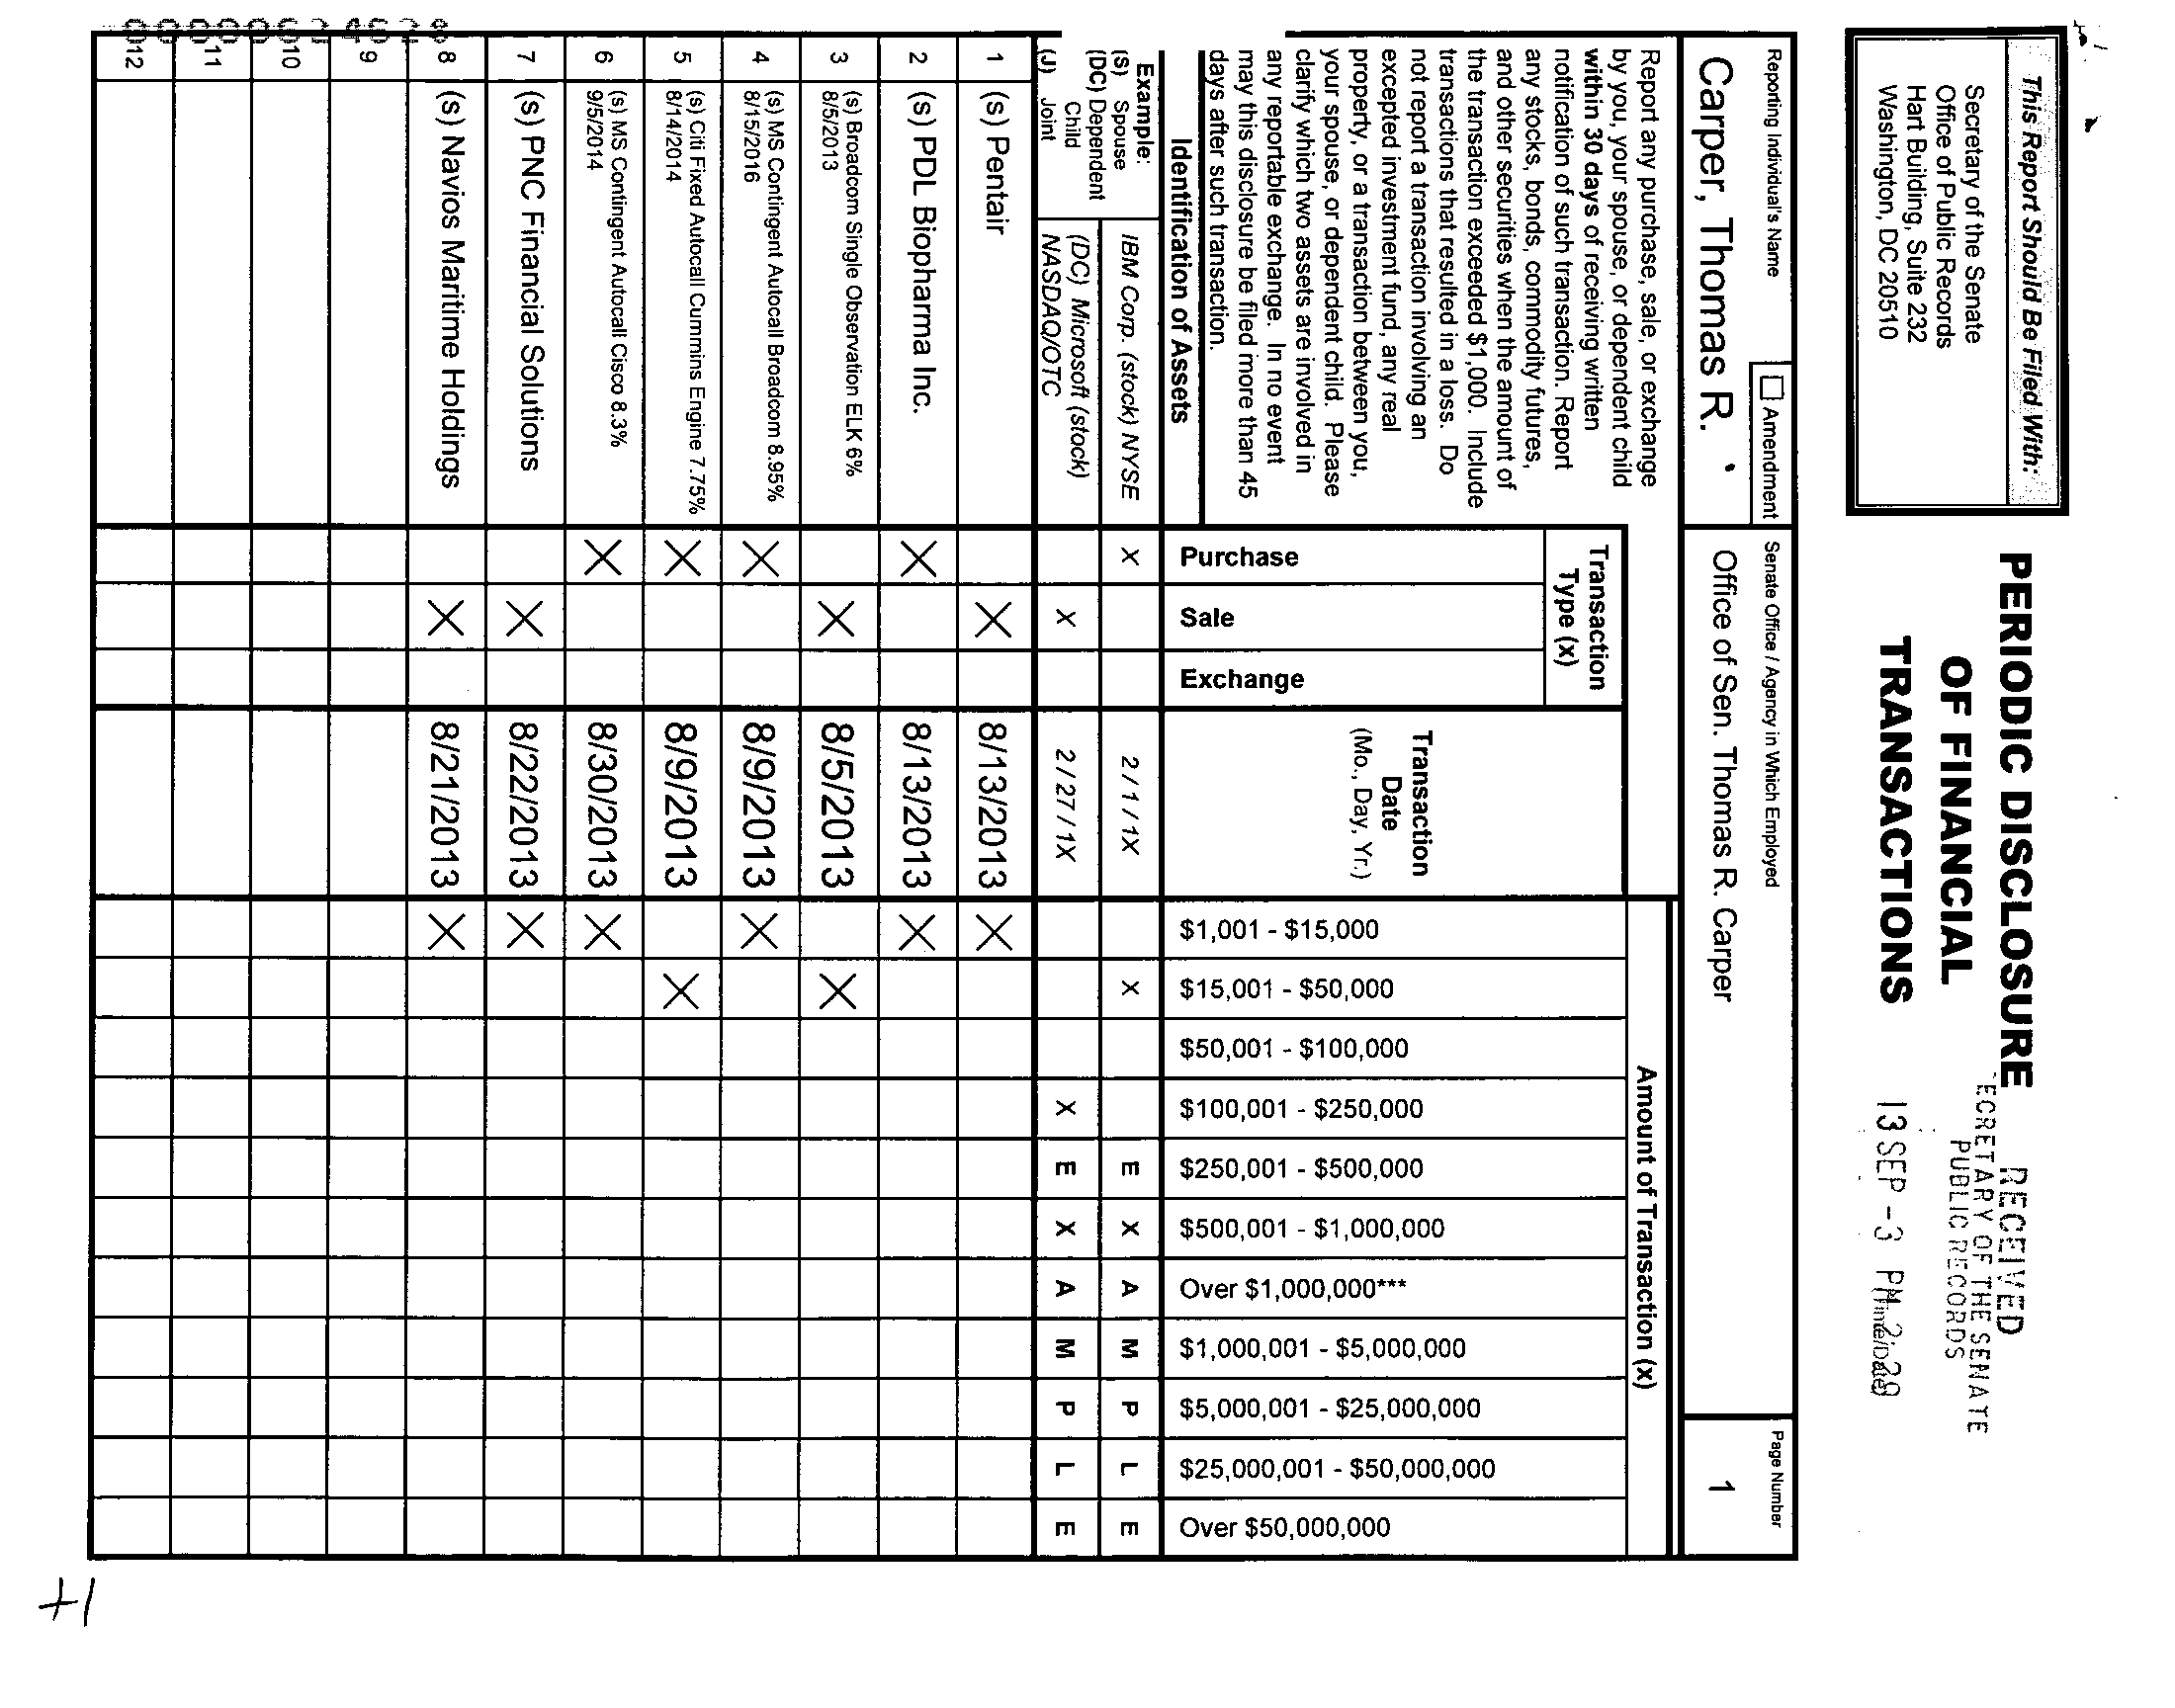 This Report Should Be Filed With:
Secretary of the Senate
Office of Public Records
Hart Building, Suite 232
Washington, DC 20510
PERIODIC DISCLOSURE
OF FINANCIAL
TRANSACTIONS
RECEIVED
ECRETARY OF THE SENATE
PUBLIC RECORDS
13 SEP -3 PM 2:
Reporting Individual's Name
Amendment
Senate Office / Agency in Which Employed
Page Number
Carper, Thomas R.
Office of Sen. Thomas R. Carper
1
Report any purchase, sale, or exchange
by you, your spouse, or dependent child
within 30 days of receiving written
notification of such transaction. Report
any stocks, bonds, commodity futures,
and other securities when the amount of
the transaction exceeded $1,000. Include
transactions that resulted in a loss. Do
not report a transaction involving an
excepted investment fund, any real
property, or a transaction between you,
your spouse, or dependent child. Please
clarify which two assets are involved in
any reportable exchange. In no event
may this disclosure be filed more than 45
days after such transaction.
Identification of Assets
Transaction
Type (x)
Purchase
Sale
Exchange
Transaction
Date
(Mo., Day, Yr.)
Amount of Transaction (x)
$1,001 - $15,000
$15,001 - $50,000
$50,001 - $100,000
$100,001 - $250,000
$250,001 - $500,000
$500,001 - $1,000,000
Over $1,000,000***
$1,000,001 - $5,000,000
$5,000,001 - $25,000,000
$25,000,001 - $50,000,000
Over $50,000,000
Example:
(S) Spouse
(DC) Dependent
Child
(J) Joint
IBM Corp. (stock) NYSE X 2 / 1 / 1X X E X A M P L E
(DC) Microsoft (stock)
NASDAQ/OTC X 2 / 27 / 1X X E X A M P L E
1 (s) Pentair X 8/13/2013 X
2 (s) PDL Biopharma Inc. X 8/13/2013 X
3 (s) Broadcom Single Observation ELK 6%
8/5/2013 X 8/5/2013 X
4 (s) MS Contingent Autocall Broadcom 8.95%
8/15/2016 X 8/9/2013 X
5 (s) Citi Fixed Autocall Cummins Engine 7.75%
8/14/2014 X 8/9/2013 X
6 (s) MS Contingent Autocall Cisco 8.3%
9/5/2014 X 8/30/2013 X
7 (s) PNC Financial Solutions X 8/22/2013 X
8 (s) Navios Maritime Holdings X 8/21/2013 X
9
10
11
12